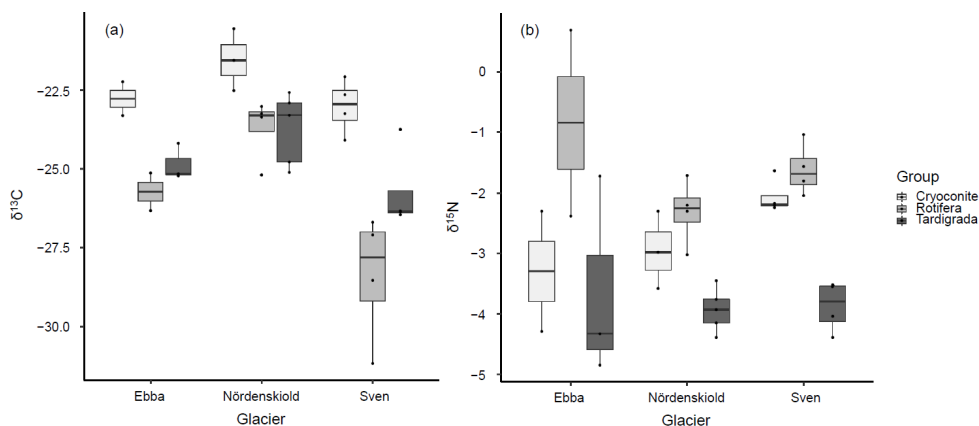 (a)
−22.5
−25.0
−27.5
−30.0
δ13C
Ebba
Nördenskiold
Sven
Glacier
(b)
0
−1
−2
−3
−4
−5
δ15N
Ebba
Nördenskiold
Sven
Glacier
Group
Cryoconite
Rotifera
Tardigrada